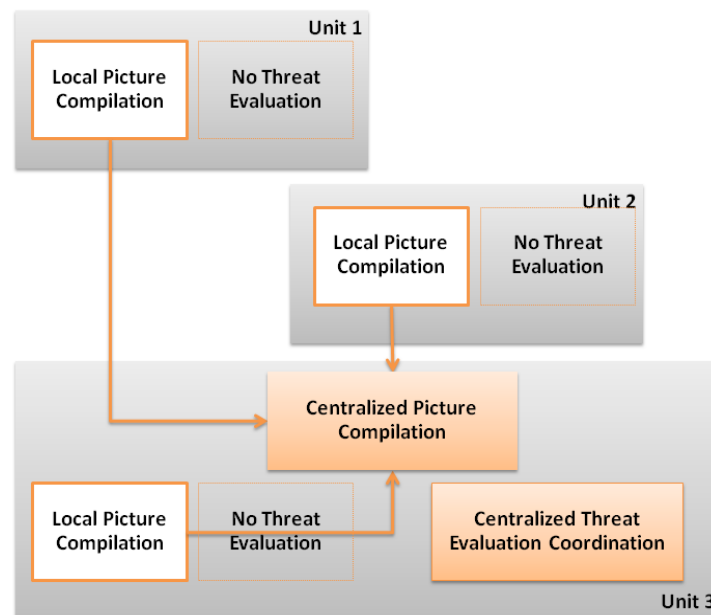 Unit 1
Local Picture
Compilation
No Threat
Evaluation
Unit 2
Local Picture
Compilation
No Threat
Evaluation
Centralized Picture
Compilation
Local Picture
Compilation
No Threat
Evaluation
Centralized Threat
Evaluation Coordination
Unit 3